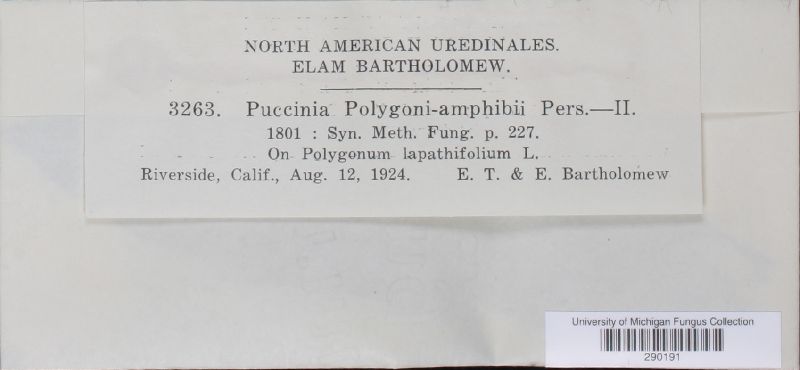 NORTH AMERICAN UREDINALES.
ELAM BARTHOLOMEW.
3263. Puccinia Polygoni-amphibii Pers.—II.
1801 : Syn. Meth. Fung. p. 227.
On Polygonum lapathifolium L.
Riverside, Calif., Aug. 12, 1924. E. T. & E. Bartholomew
University of Michigan Fungus Collection
290191